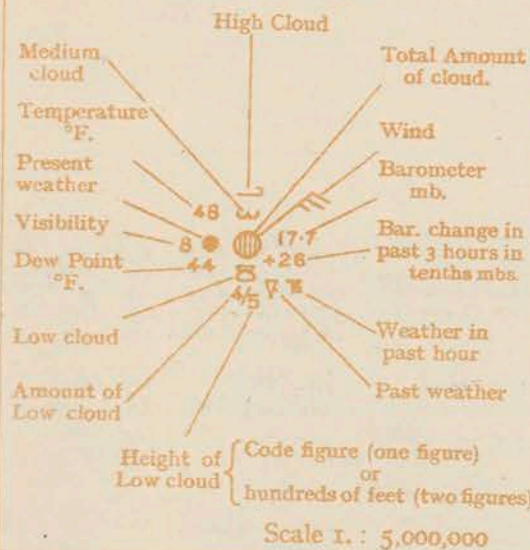 High Cloud
Medium
cloud
Total Amount
of cloud.
Temperature
°F.
Wind
Present
weather
Barometer
mb.
48
Visibility
8
17·7
Bar. change in
past 3 hours in
tenths mbs.
+26
Dew Point
°F.
44
4/5
Low cloud
Weather in
past hour
Amount of
Low cloud
Past weather
Height of
Low cloud
Code figure (one figure)
or
hundreds of feet (two figures)
Scale 1. : 5,000,000